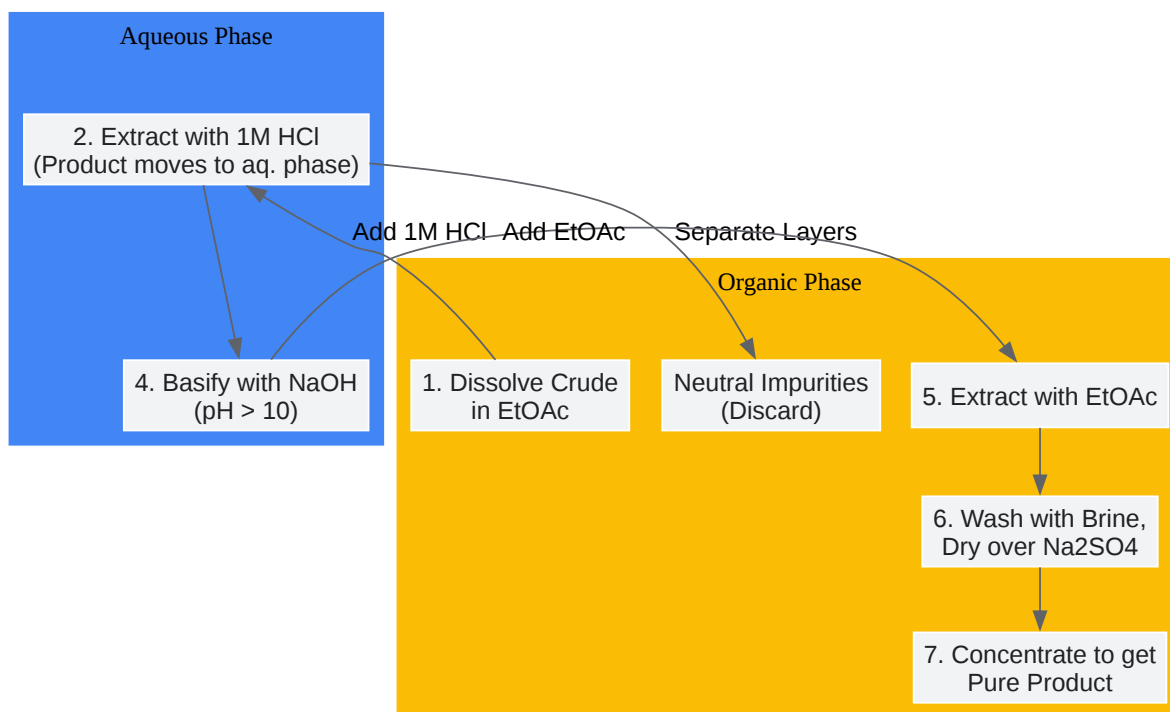 Aqueous Phase
2. Extract with 1M HCl
(Product moves to aq. phase)
Add 1M HCl
Add EtOAc
Separate Layers
Organic Phase
4. Basify with NaOH
(pH > 10)
1. Dissolve Crude
in EtOAc
Neutral Impurities
(Discard)
5. Extract with EtOAc
6. Wash with Brine,
Dry over Na2SO4
7. Concentrate to get
Pure Product